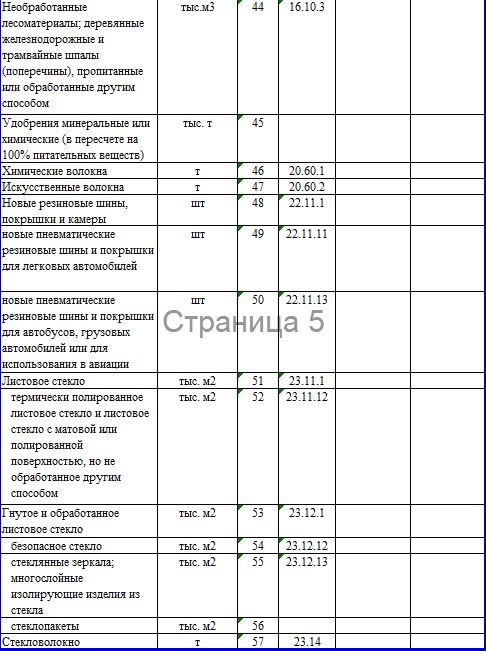 Необработанные тыс.м3 44 16.10.3
лесоматериалы; деревянные
железнодорожные и
трамвайные шпалы
(поперечины), пропитанные
или обработанные другим
способом
Удобрения минеральные или тыс. т 45
химические (в пересчете на
100% питательных веществ)
Химические волокна т 46 20.60.1
Искусственные волокна т 47 20.60.2
Новые резиновые шины, шт 48 22.11.1
покрышки и камеры
новые пневматические шт 49 22.11.11
резиновые шины и покрышки
для легковых автомобилей
новые пневматические шт 50 22.11.13
резиновые шины и покрышки
для автобусов, грузовых
автомобилей или для
использования в авиации
Страница 5
Листовое стекло тыс. м2 51 23.11.1
термически полированное тыс. м2 52 23.11.12
листовое стекло и листовое
стекло с матовой или
полированной
поверхностью, но не
обработанное другим
способом
Гнутое и обработанное тыс. м2 53 23.12.1
листовое стекло
безопасное стекло тыс. м2 54 23.12.12
стеклянные зеркала; тыс. м2 55 23.12.13
многослойные
изолирующие изделия из
стекла
стеклопакеты тыс. м2 56
Стекловолокно т 57 23.14